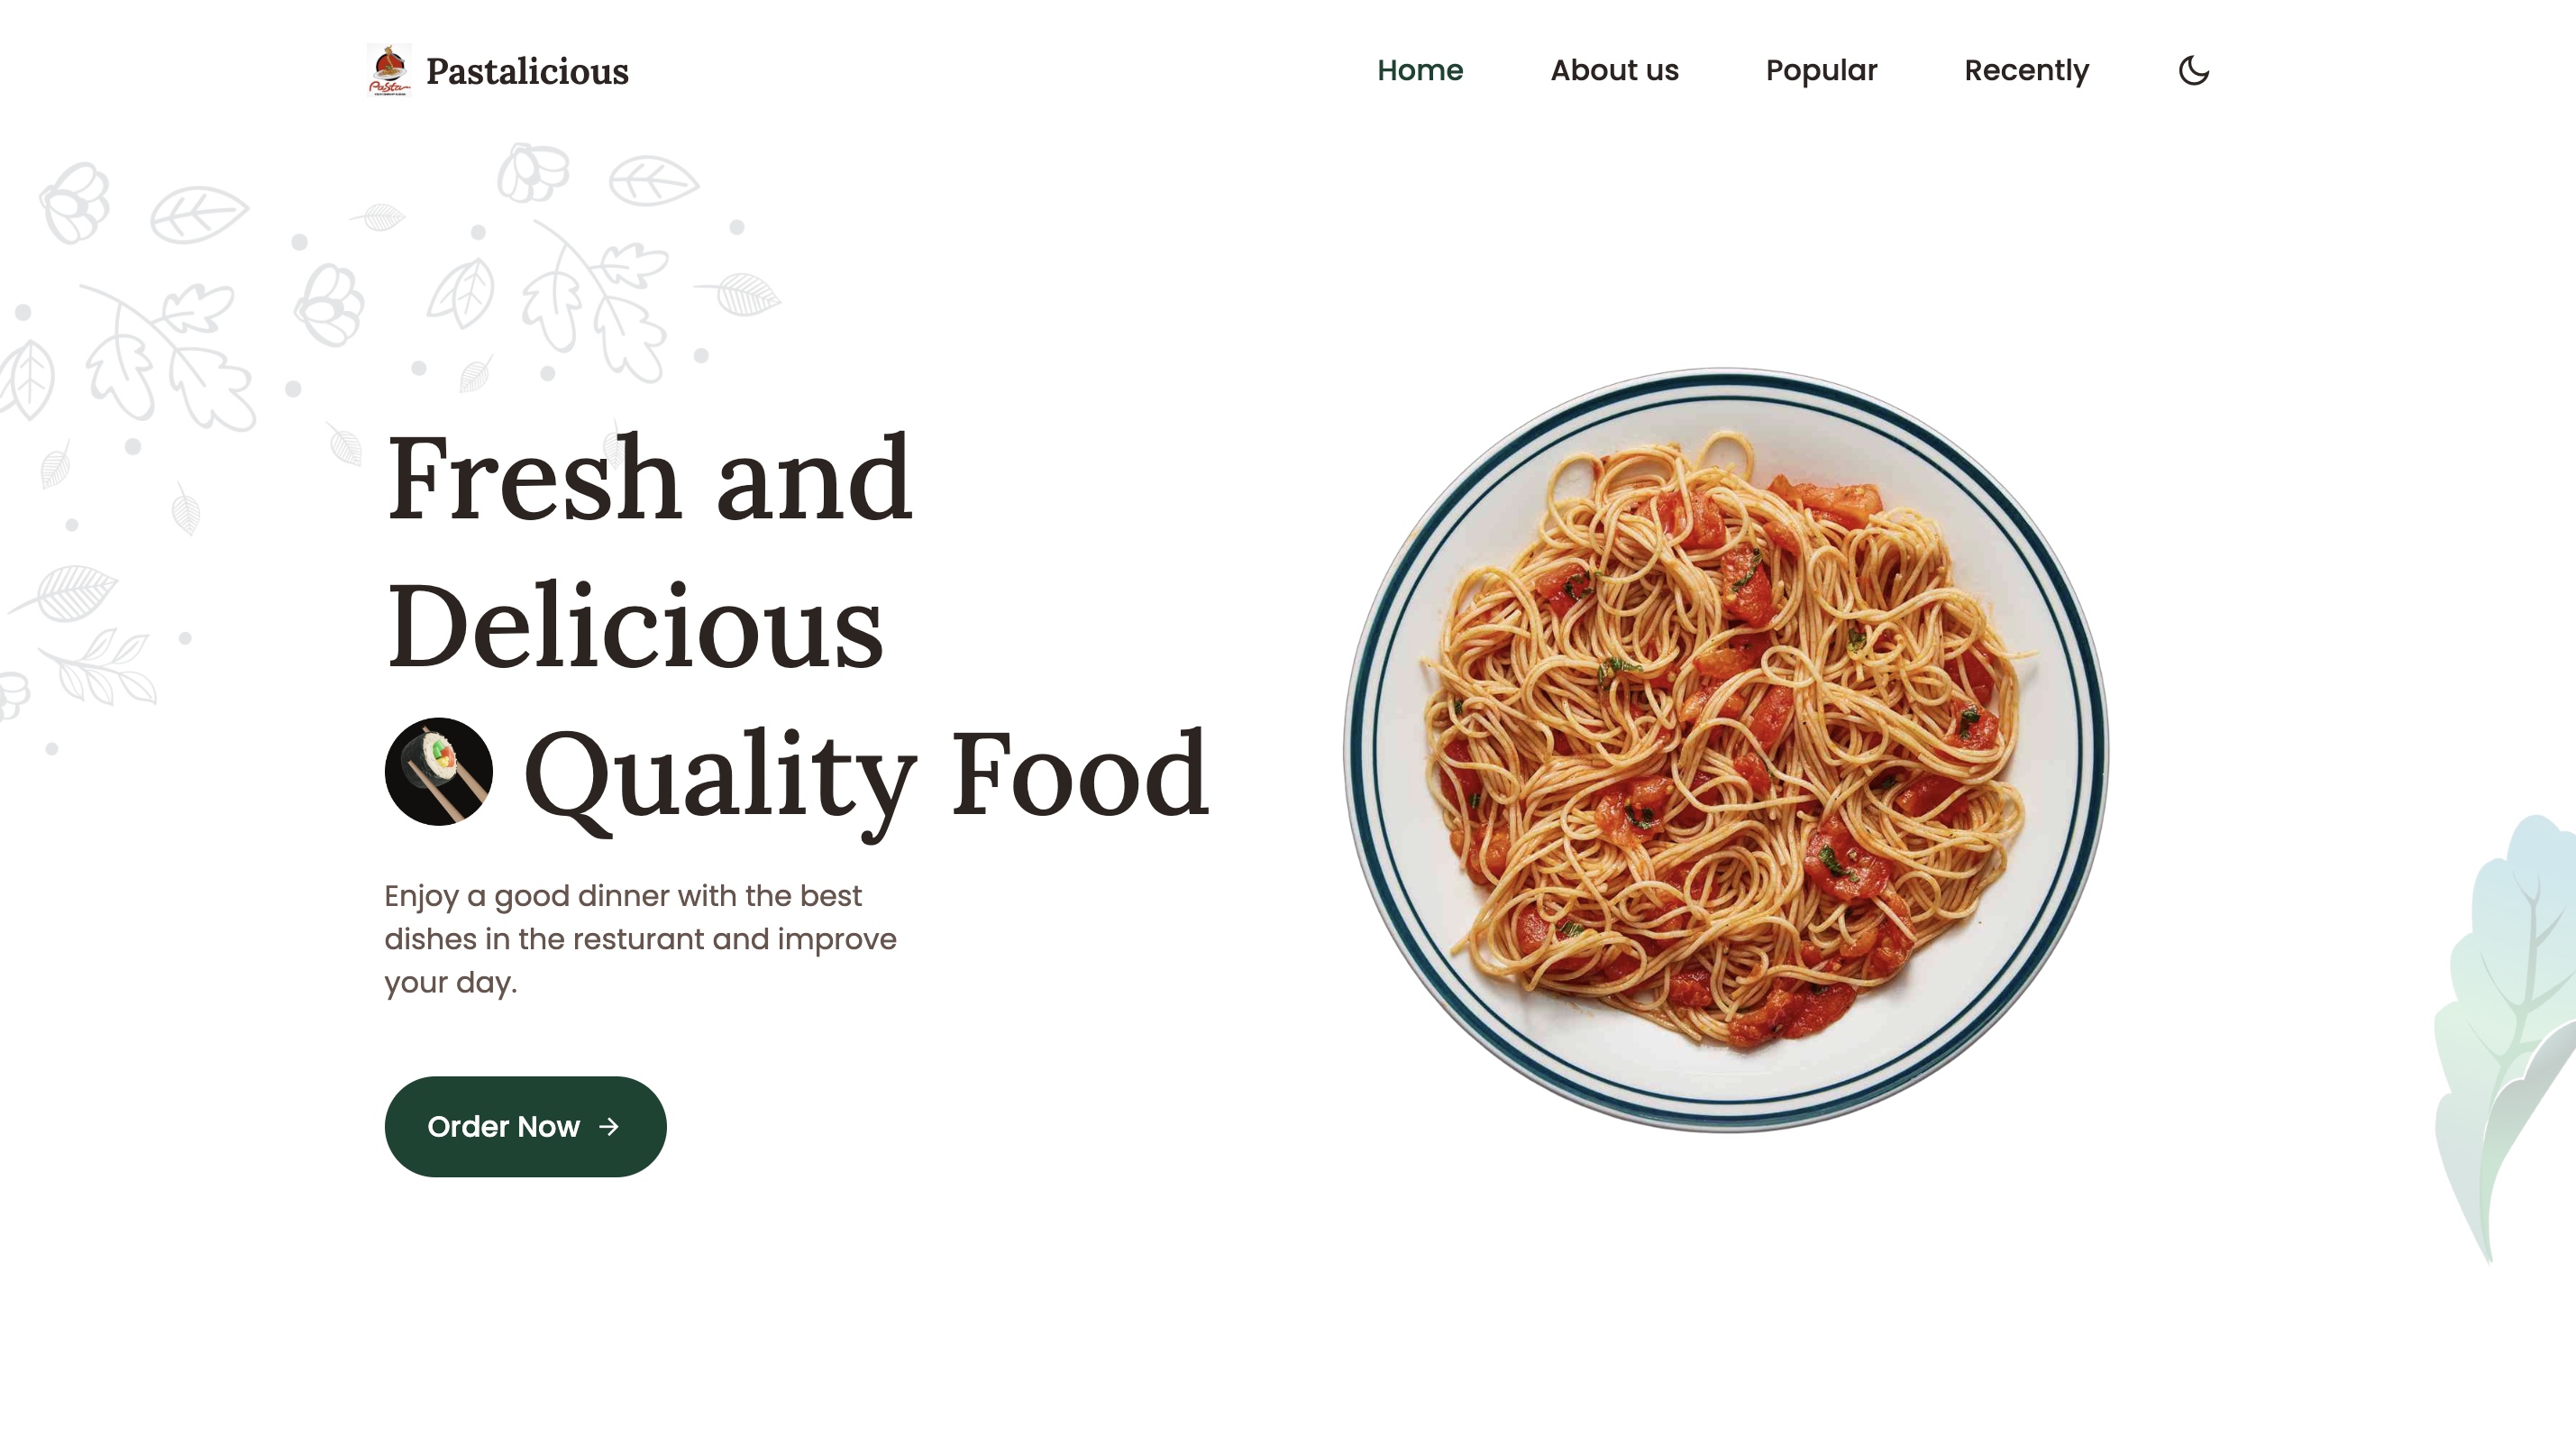 Pasta
Pastalicious
Home
About us
Popular
Recently
Fresh and
Delicious
Quality Food
Enjoy a good dinner with the best
dishes in the resturant and improve
your day.
Order Now →